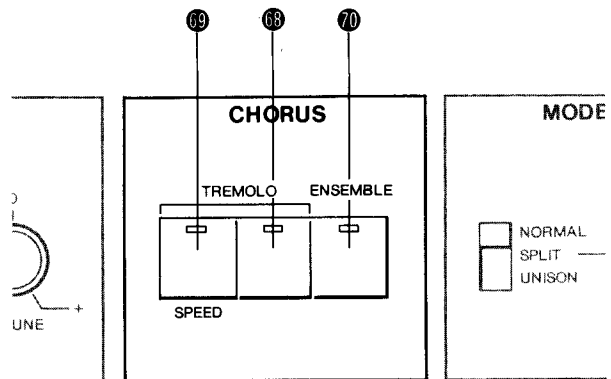 69 68 70
CHORUS
MODE
TREMOLO ENSEMBLE
NORMAL
SPLIT
UNISON
+
UNE
SPEED